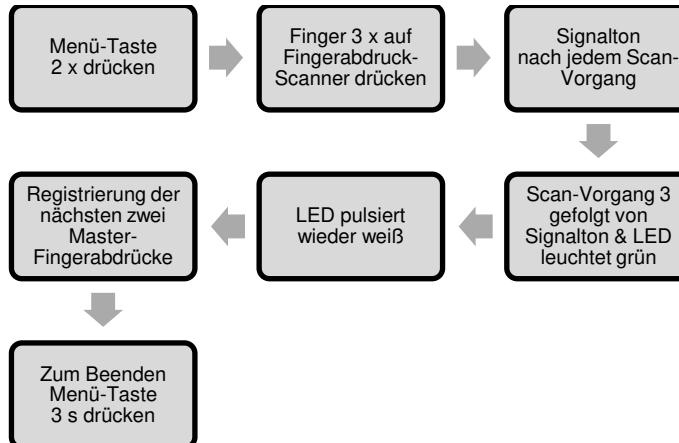 Menü-Taste
2 x drücken
Finger 3 x auf
Fingerabdruck-
Scanner drücken
Signalton
nach jedem Scan-
Vorgang
Scan-Vorgang 3
gefolgt von
Signalton & LED
leuchtet grün
LED pulsiert
wieder weiß
Registrierung der
nächsten zwei
Master-
Fingerabdrücke
Zum Beenden
Menü-Taste
3 s drücken